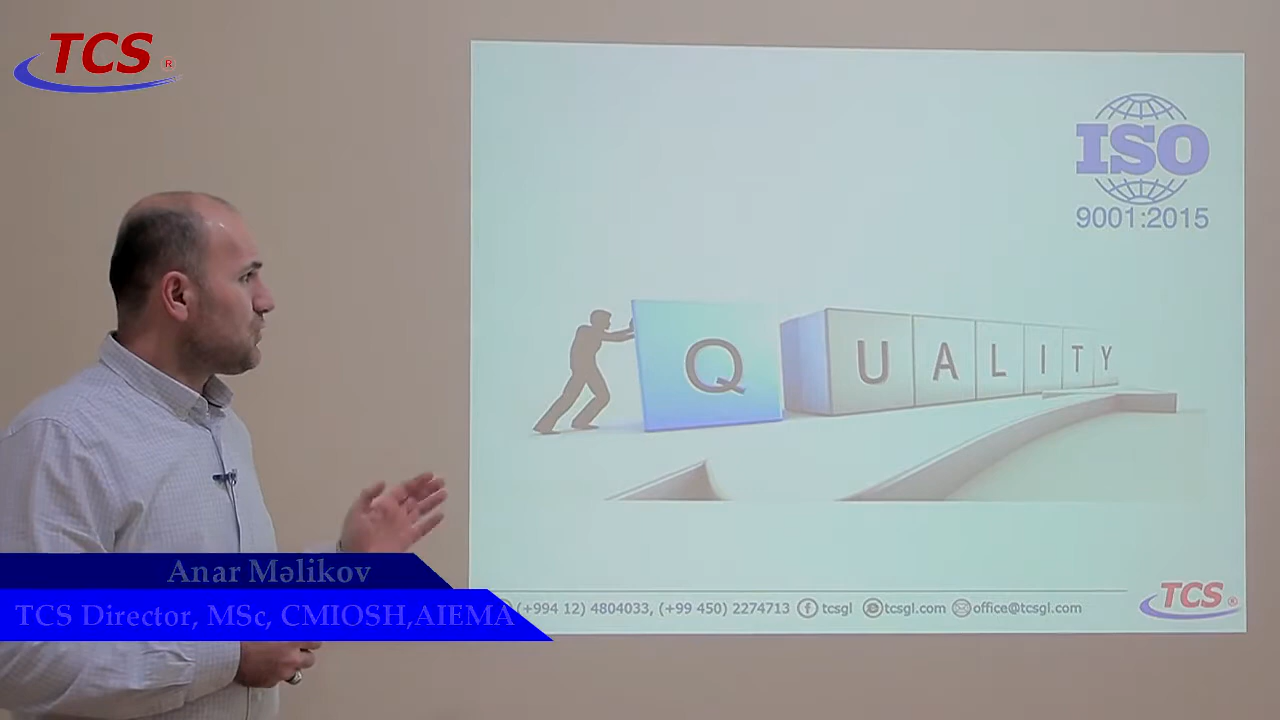 TCS ®
ISO
9001:2015
QUALITY
Anar Məlikov
TCS Director, MSc, CMIOSH,AIEMA
(+994 12) 4804033, (+99 450) 2274713 tcsgl tcsgl.com office@tcsgl.com
TCS ®